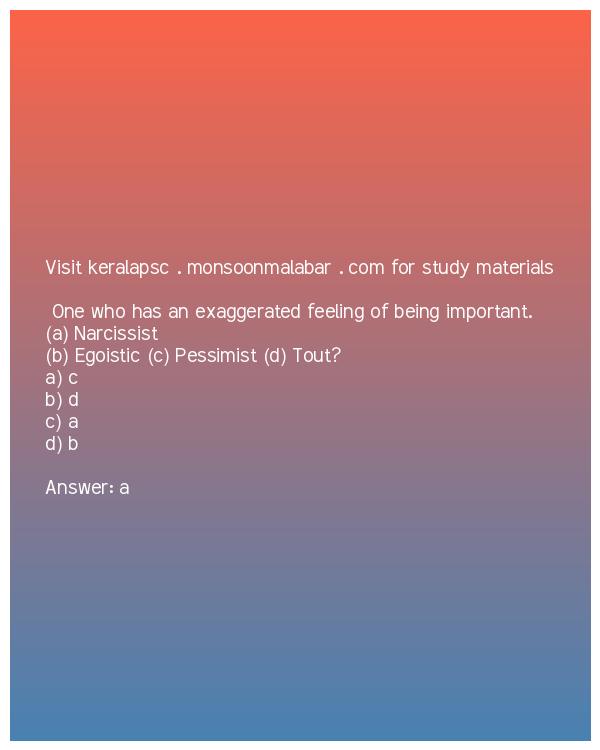 Visit keralapsc . monsoonmalabar . com for study materials
One who has an exaggerated feeling of being important.
(a) Narcissist
(b) Egoistic (c) Pessimist (d) Tout?
a) c
b) d
c) a
d) b
Answer: a